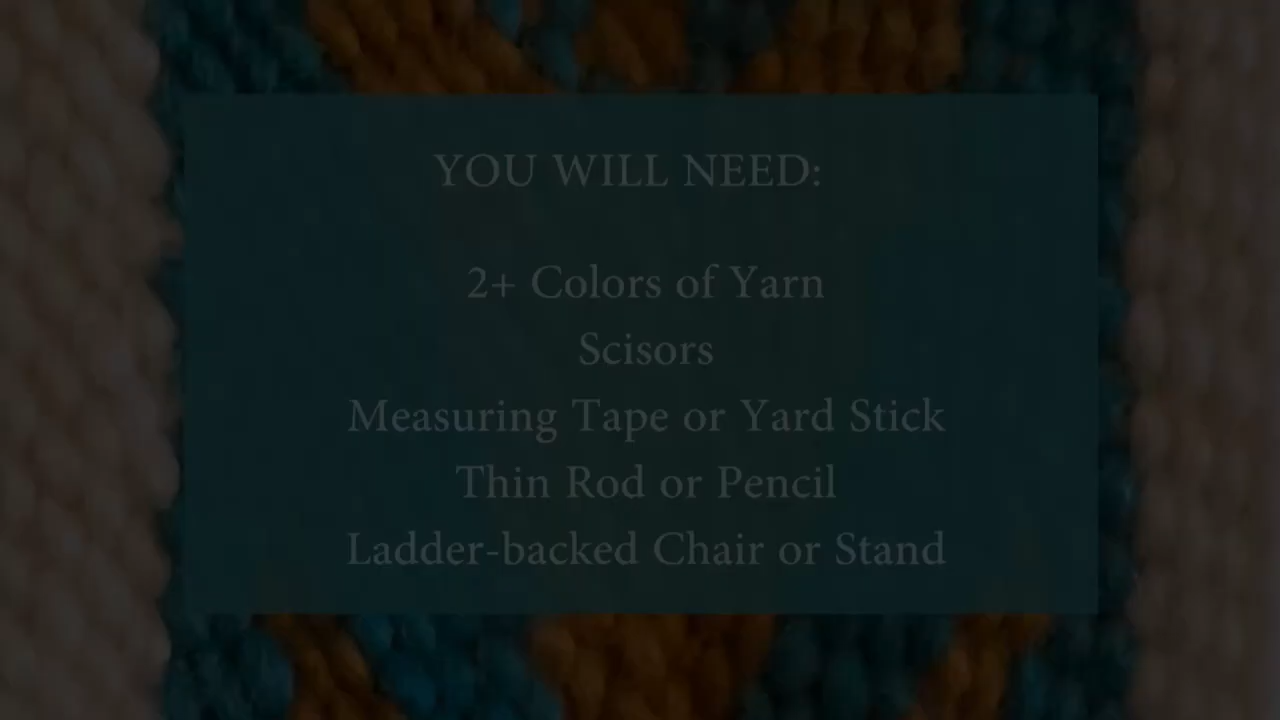 YOU WILL NEED:
2+ Colors of Yarn
Scisors
Measuring Tape or Yard Stick
Thin Rod or Pencil
Ladder-backed Chair or Stand